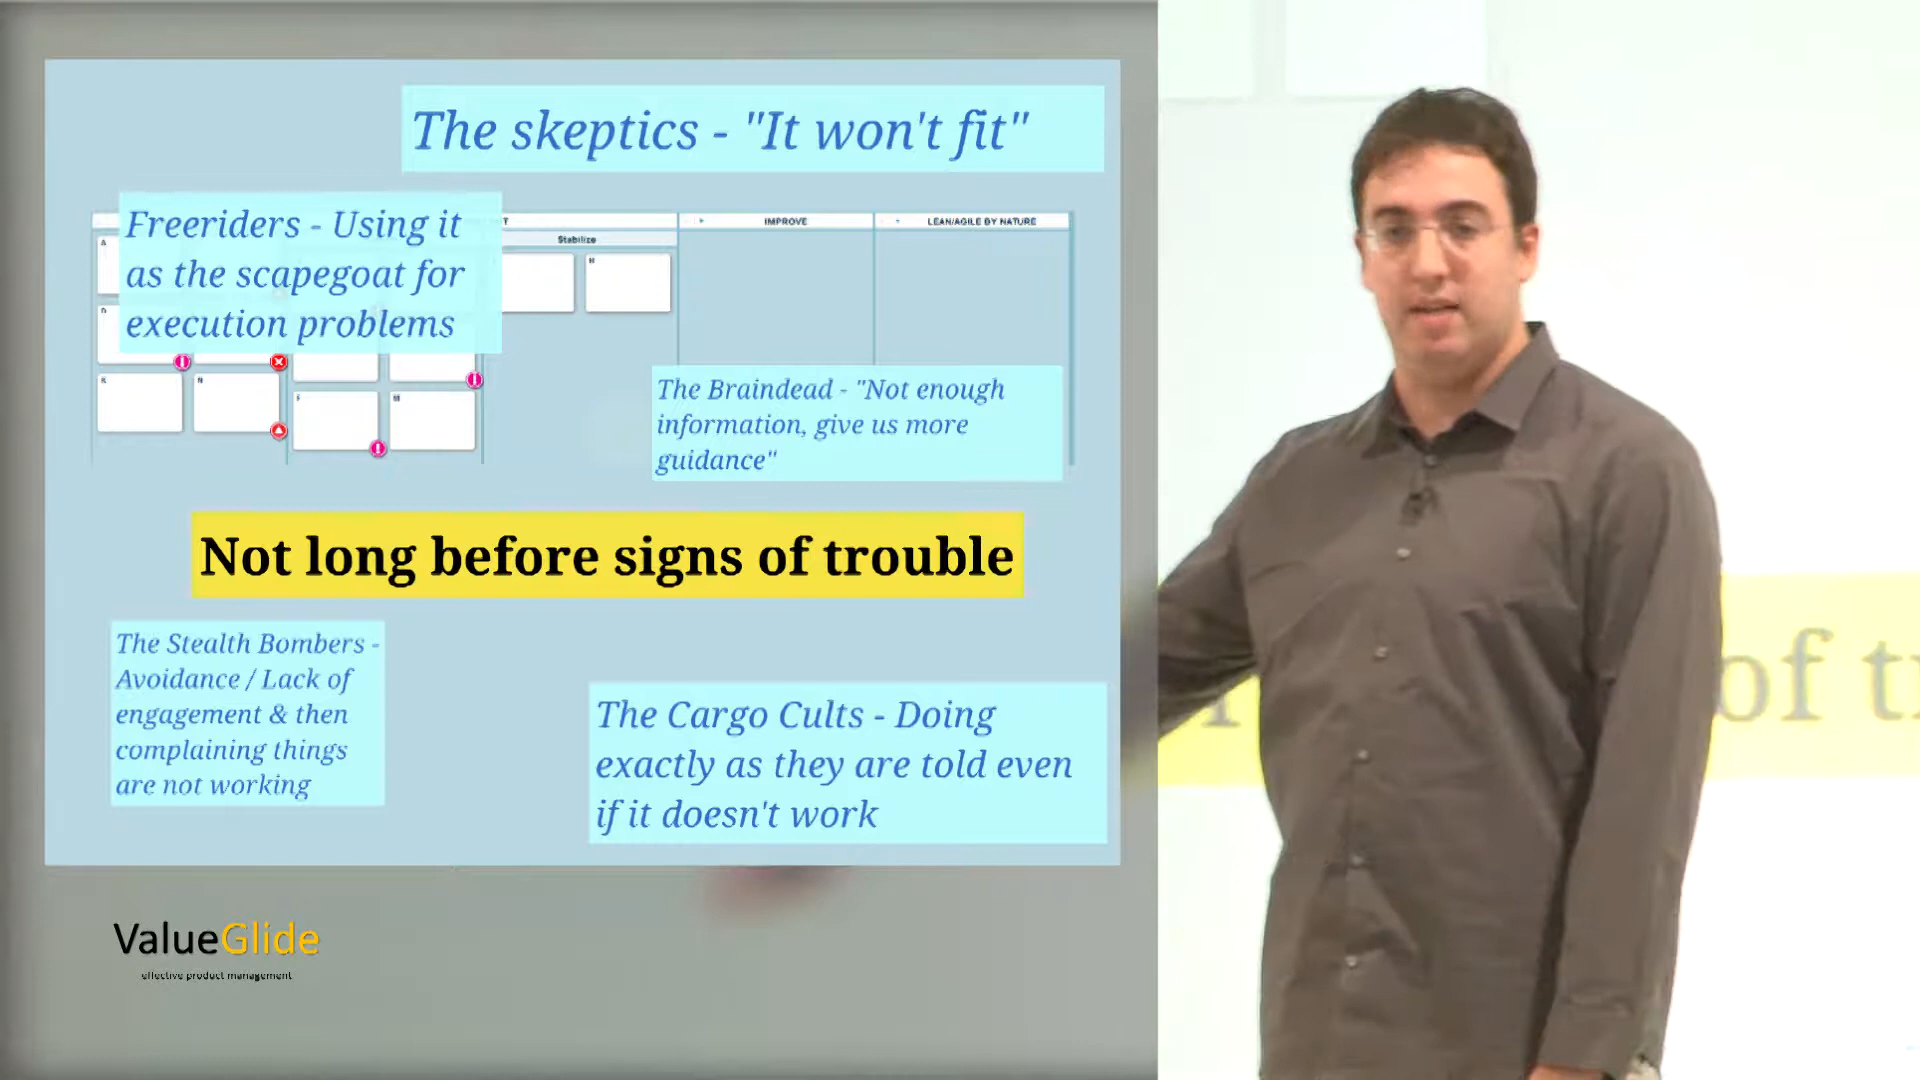 The skeptics - "It won't fit"
Freeriders - Using it
as the scapegoat for
execution problems
IMPROVE
LEAN/AGILE BY NATURE
Stabilize
The Braindead - "Not enough
information, give us more
guidance"
Not long before signs of trouble
The Stealth Bombers -
Avoidance / Lack of
engagement & then
complaining things
are not working
The Cargo Cults - Doing
exactly as they are told even
if it doesn't work
of t
ValueGlide
effective product management